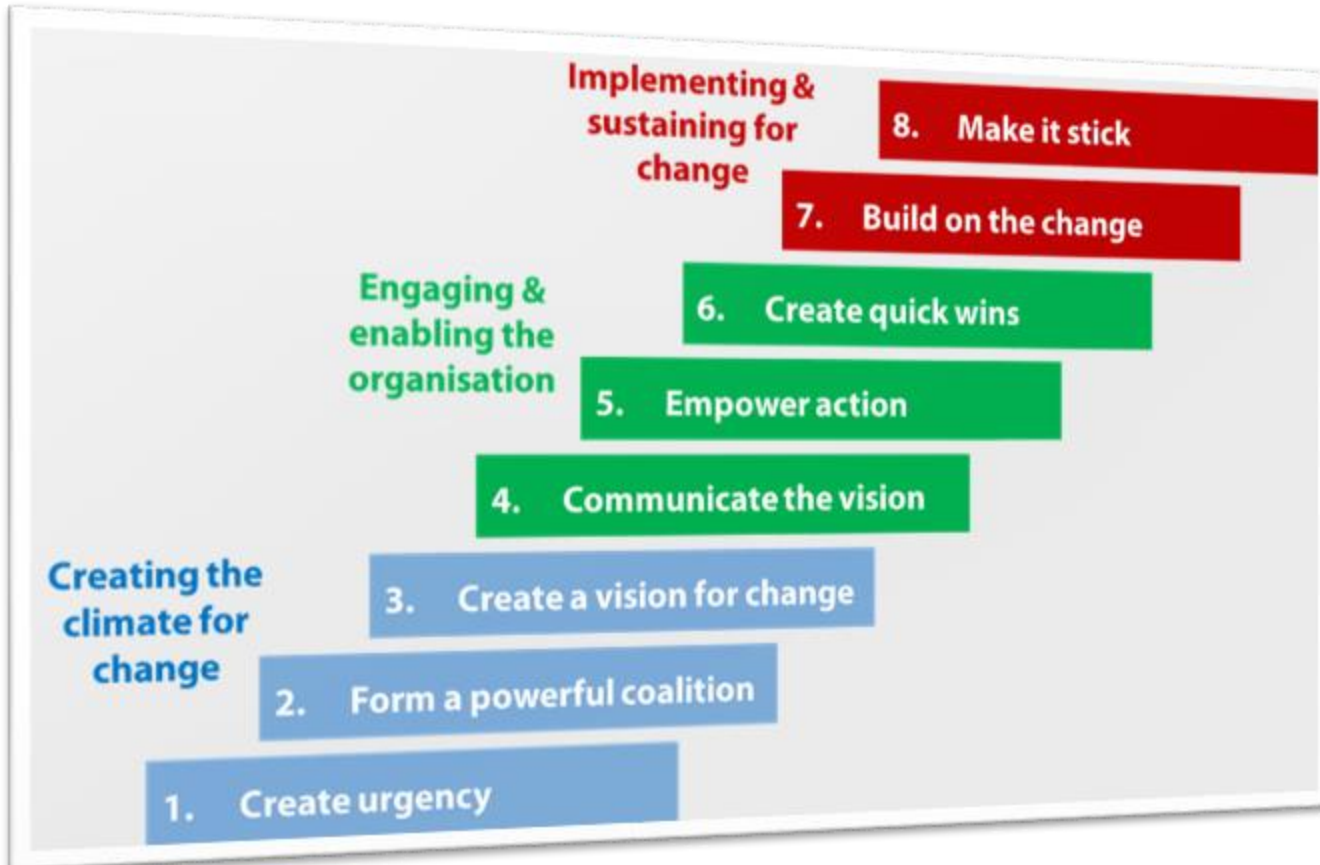 Implementing &
sustaining for
change
8. Make it stick
7. Build on the change
Engaging &
enabling the
organisation
6. Create quick wins
5. Empower action
4. Communicate the vision
Creating the
climate for
change
3. Create a vision for change
2. Form a powerful coalition
1. Create urgency